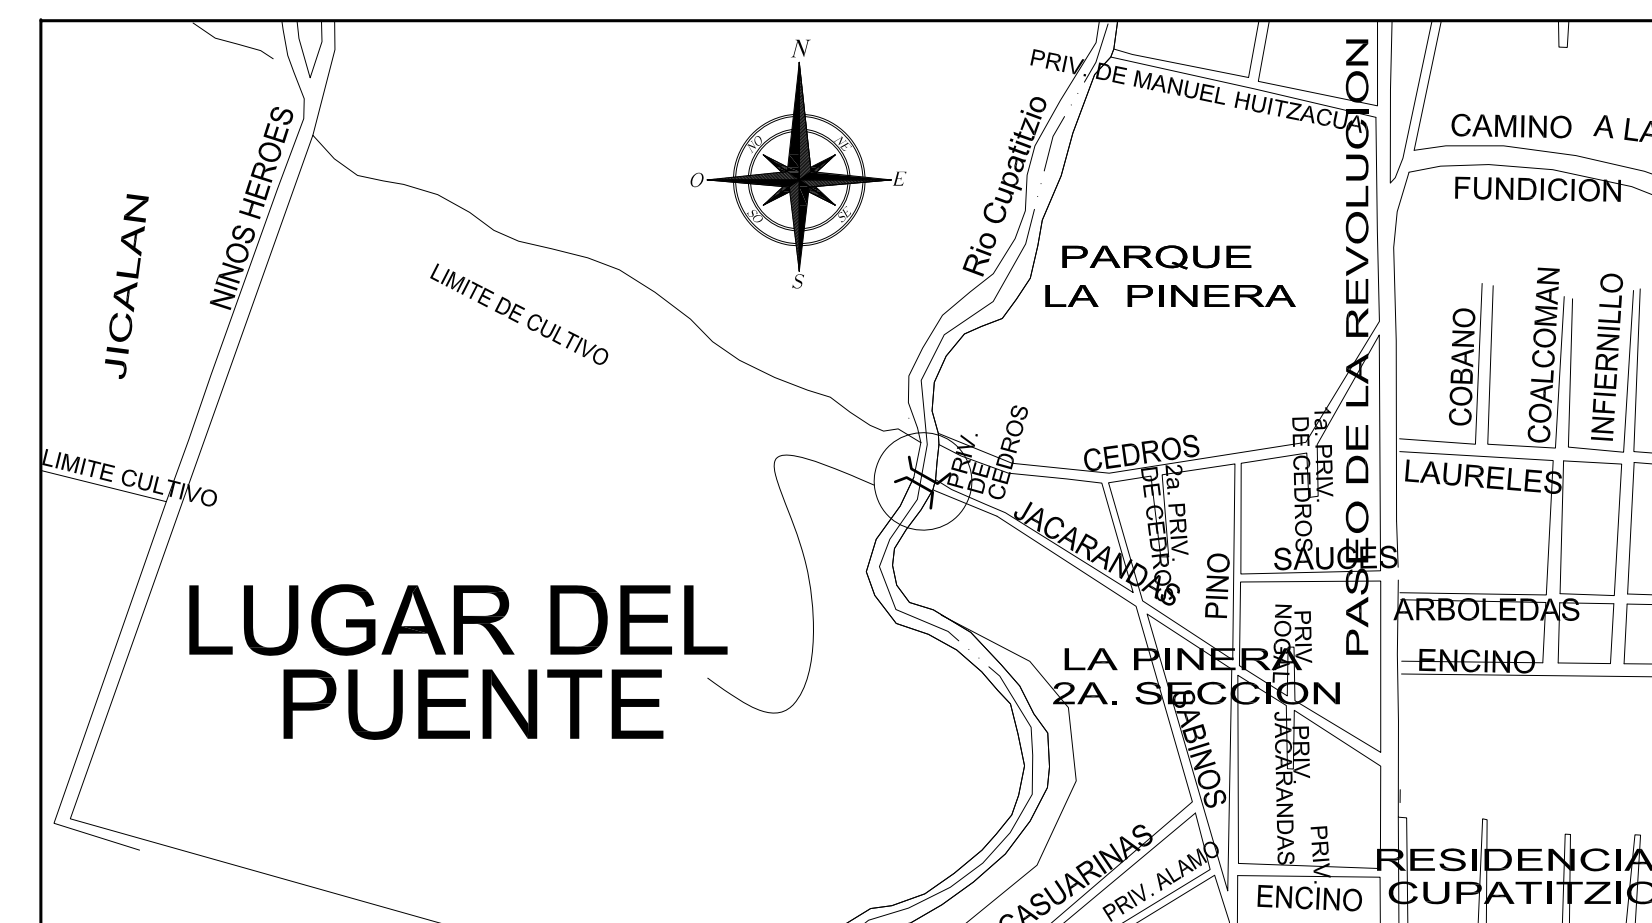 N
NO
NE
O
E
SO
SE
S
PRIV. DE MANUEL HUITZACUA
PASEO DE LA REVOLUCION
CAMINO A LA
FUNDICION
NINOS HEROES
JICALAN
Rio Cupatitzio
PARQUE
LA PINERA
LIMITE DE CULTIVO
COBANO
COALCOMAN
INFIERNILLO
LIMITE CULTIVO
PRIV.
DE
CEDROS
CEDROS
1a. PRIV.
DE CEDROS
2a. PRIV.
DE CEDROS
LAURELES
JACARANDAS
PINO
SAUCES
ARBOLEDAS
ENCINO
LUGAR DEL
PUENTE
LA PINERA
2A. SECCION
PRIV.
NOGAL
SABINOS
PRIV.
JACARANDAS
PRIV.
CASUARINAS
PRIV. ALAMO
ENCINO
RESIDENCIA
CUPATITZIO